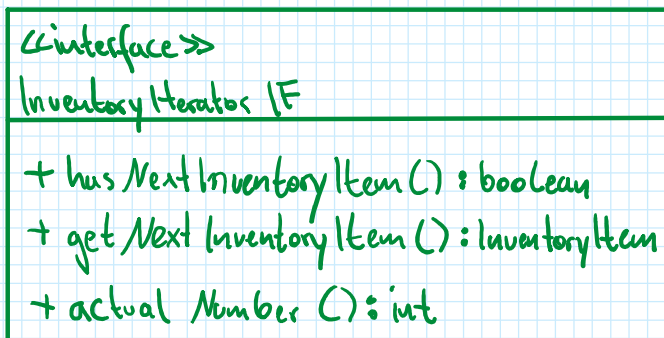 <<interface>>
InventoryIterator IF
+ hasNextInventoryItem() : boolean
+ getNextInventoryItem() : InventoryItem
+ actualNumber() : int